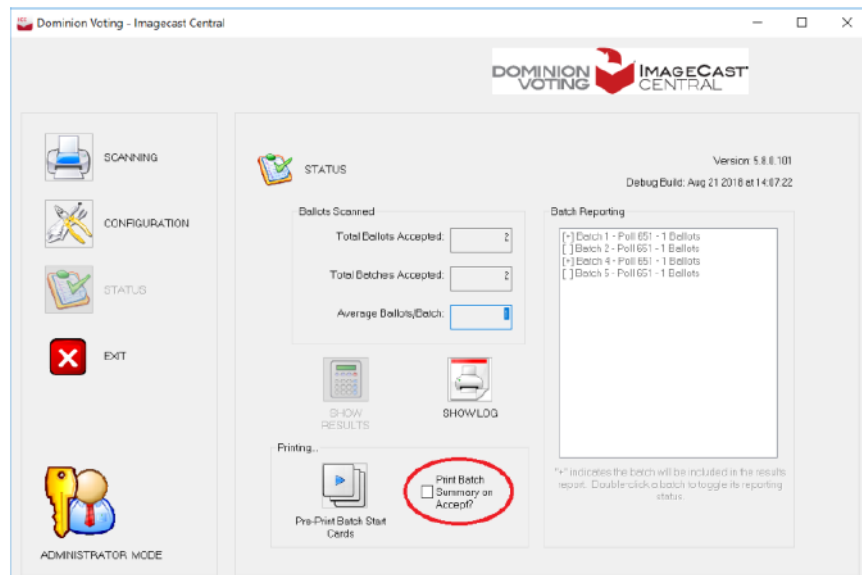 Dominion Voting - Imagecast Central
DOMINION VOTING
IMAGECAST CENTRAL
SCANNING
CONFIGURATION
STATUS
EXIT
ADMINISTRATOR MODE
STATUS
Version: 5.8.0.101
Debug Build: Aug 21 2018 at 14:07:22
Ballots Scanned
Total Ballots Accepted: 2
Total Batches Accepted: 2
Average Ballots/Batch: 1
SHOW
RESULTS
SHOW LOG
Printing...
Pre-Print Batch Start
Cards
Print Batch
Summary on
Accept?
Batch Reporting
[+] Batch 1 - Poll 651 - 1 Ballots
[ ] Batch 2 - Poll 651 - 1 Ballots
[+] Batch 4 - Poll 651 - 1 Ballots
[ ] Batch 5 - Poll 651 - 1 Ballots
"+" indicates the batch will be included in the results
report. Double-click a batch to toggle its reporting
status.